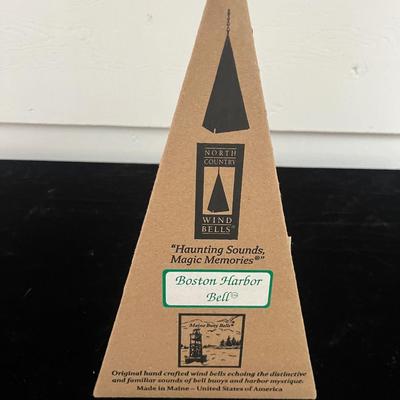 NORTH
COUNTRY
WIND
BELLS®
"Haunting Sounds,
Magic Memories®"
Boston Harbor
Bell™
Maine Buoy Bells®
Original hand crafted wind bells echoing the distinctive
and familiar sounds of bell buoys and harbor mystique.
Made in Maine – United States of America